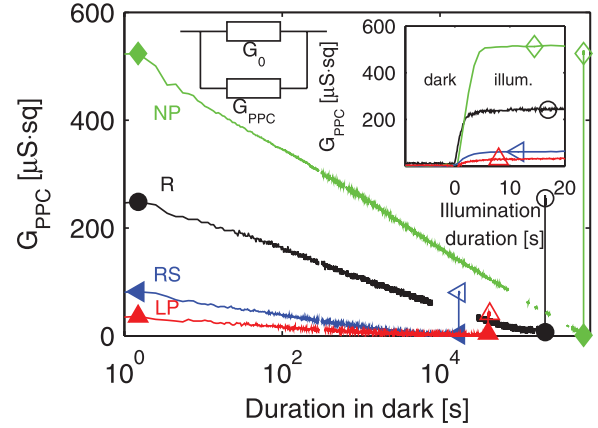 600
400
200
0
G_PPC [μS·sq]
10^0
10^2
10^4
Duration in dark [s]
NP
R
RS
LP
G_0
G_PPC
600
400
200
G_PPC [μS·sq]
dark illum.
0 10 20
Illumination
duration [s]